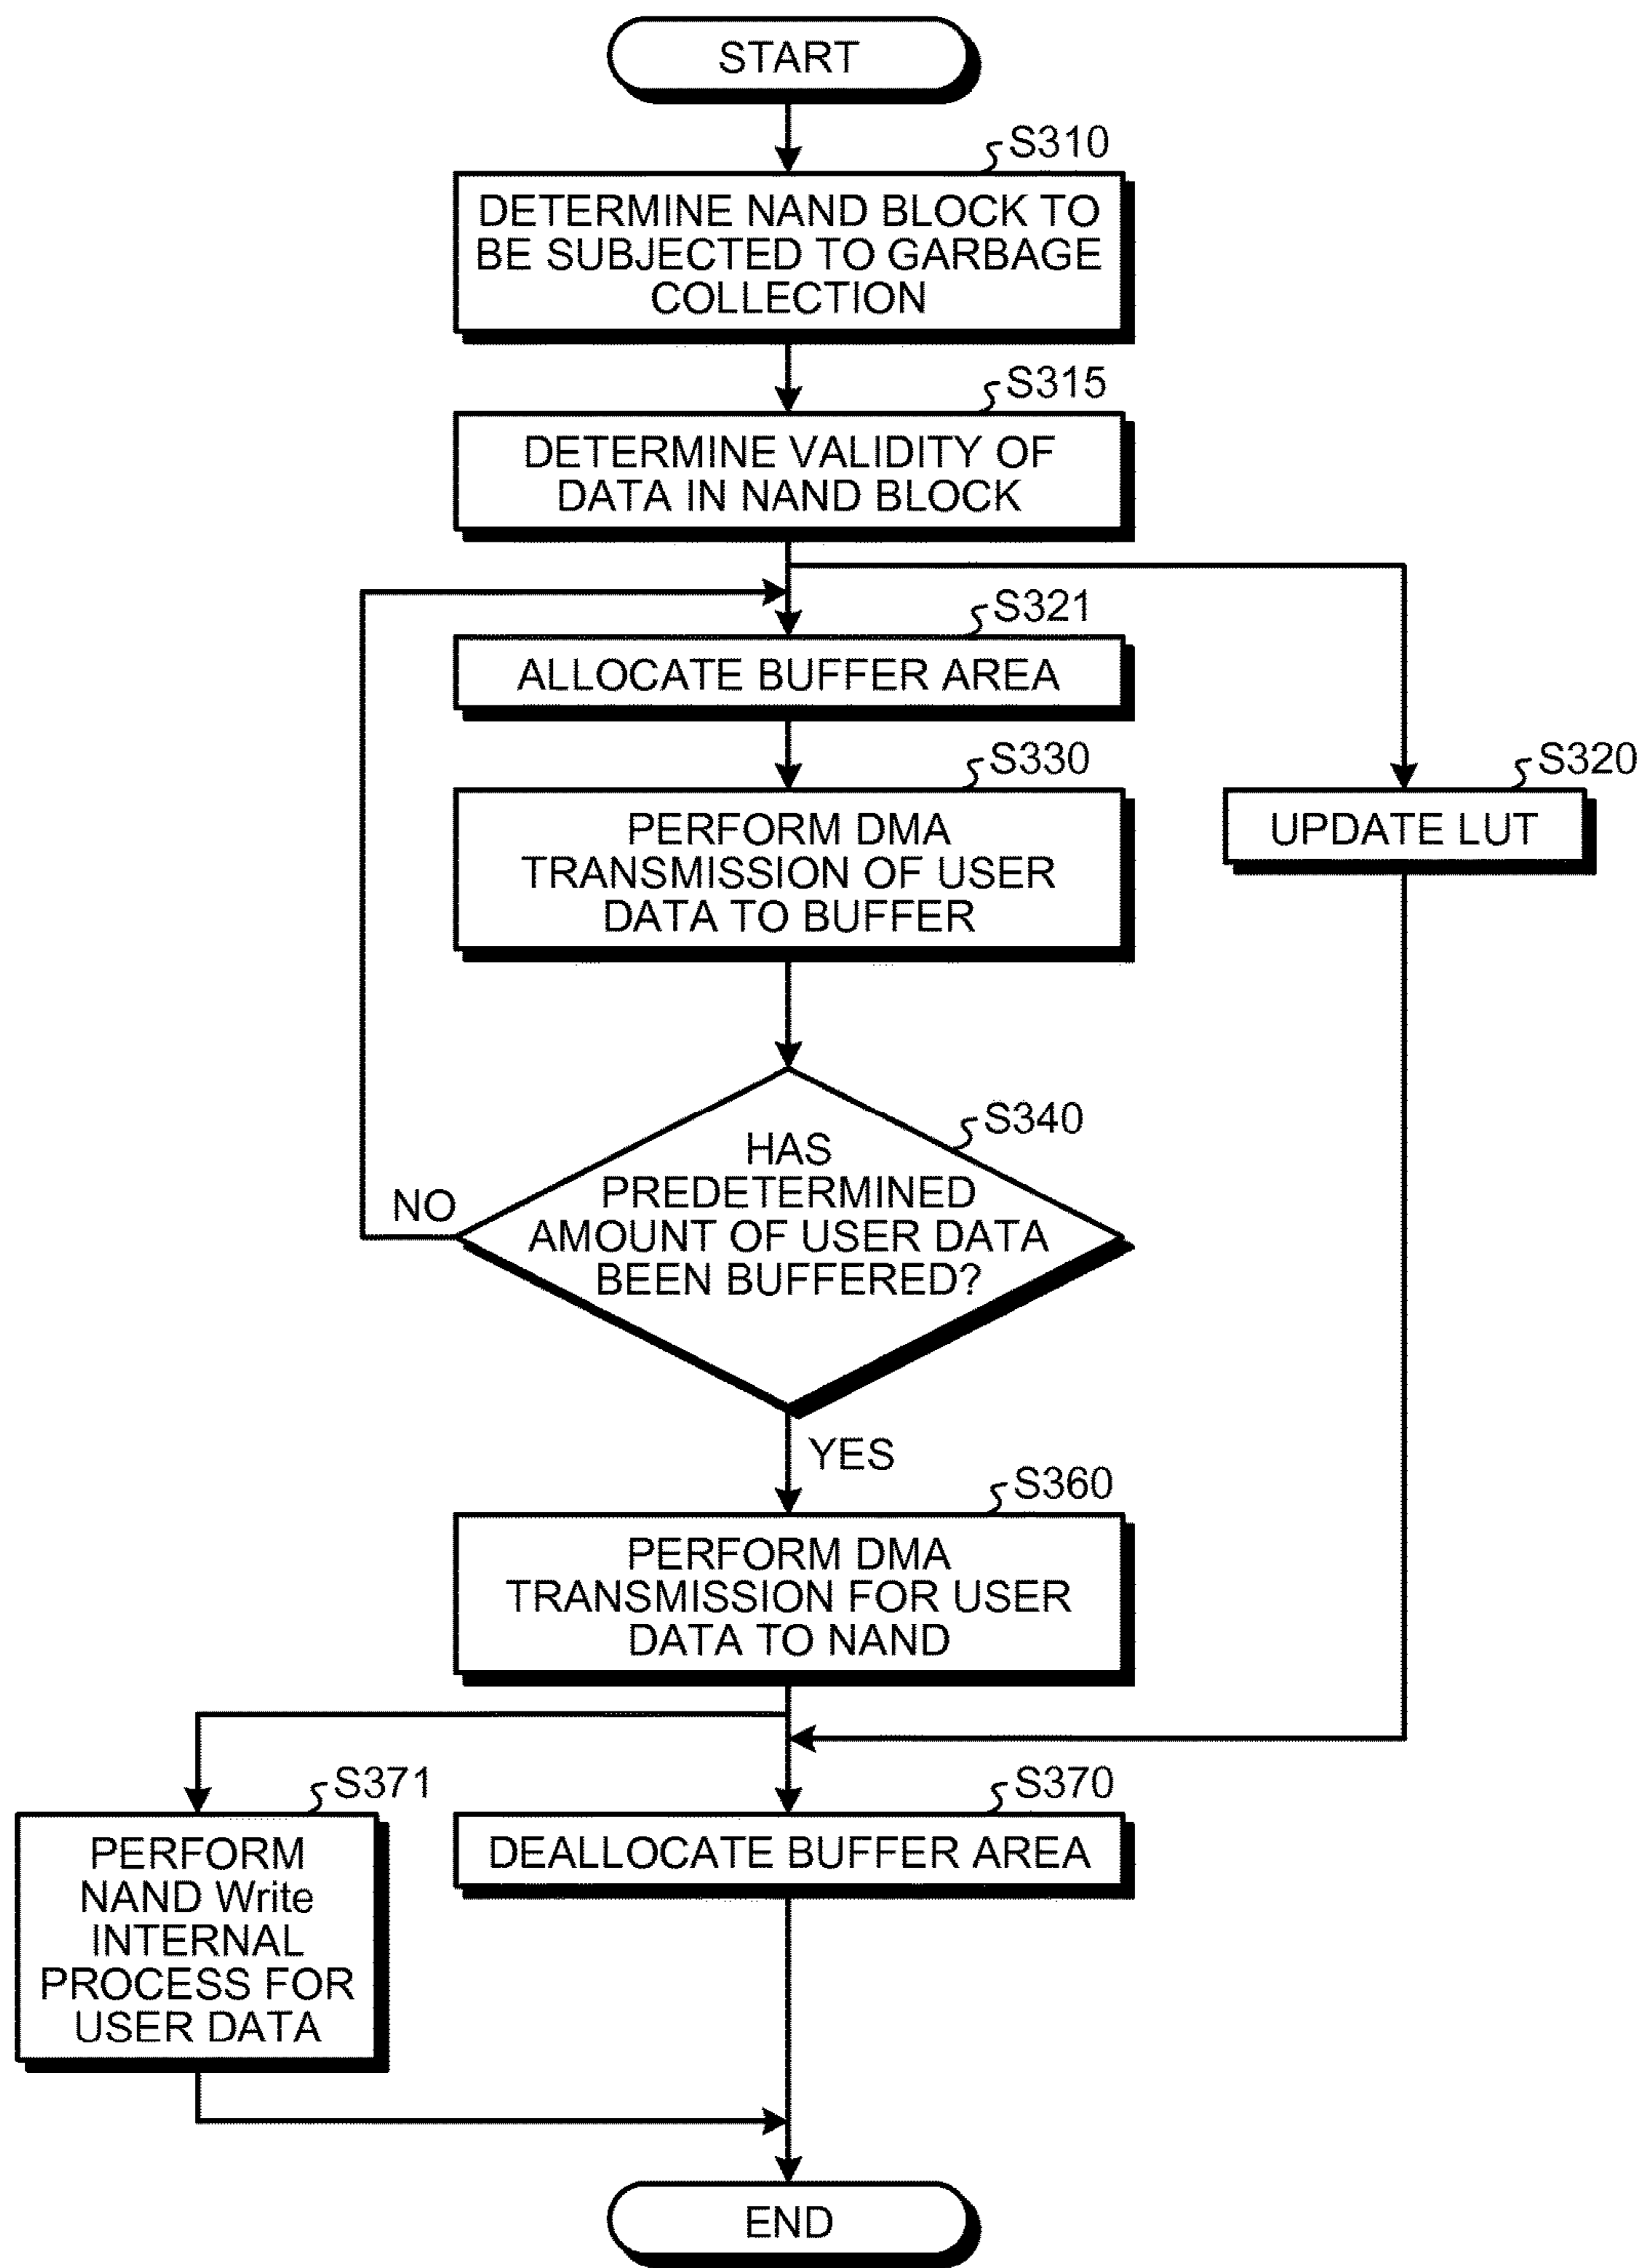 START
S310
DETERMINE NAND BLOCK TO
BE SUBJECTED TO GARBAGE
COLLECTION
S315
DETERMINE VALIDITY OF
DATA IN NAND BLOCK
S321
ALLOCATE BUFFER AREA
S330
PERFORM DMA
TRANSMISSION OF USER
DATA TO BUFFER
S320
UPDATE LUT
S340
HAS
PREDETERMINED
AMOUNT OF USER DATA
BEEN BUFFERED?
NO
YES
S360
PERFORM DMA
TRANSMISSION FOR USER
DATA TO NAND
S371
PERFORM
NAND Write
INTERNAL
PROCESS FOR
USER DATA
S370
DEALLOCATE BUFFER AREA
END